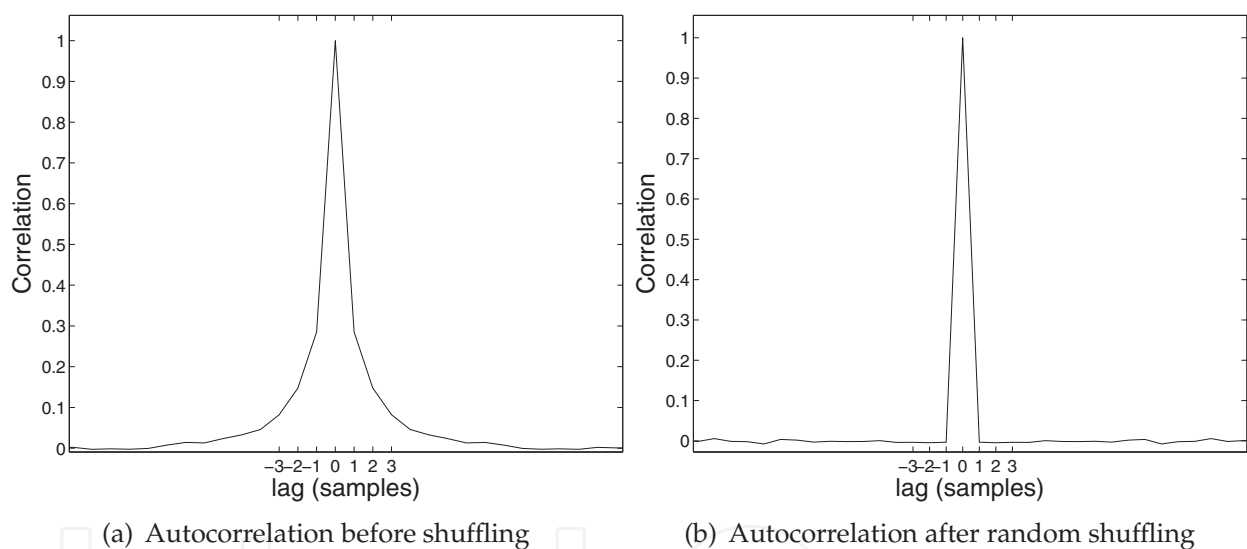 1
0.9
0.8
0.7
0.6
0.5
0.4
0.3
0.2
0.1
0
Correlation
−3−2−1 0 1 2 3
lag (samples)
(a) Autocorrelation before shuffling
1
0.9
0.8
0.7
0.6
0.5
0.4
0.3
0.2
0.1
0
Correlation
−3−2−1 0 1 2 3
lag (samples)
(b) Autocorrelation after random shuffling